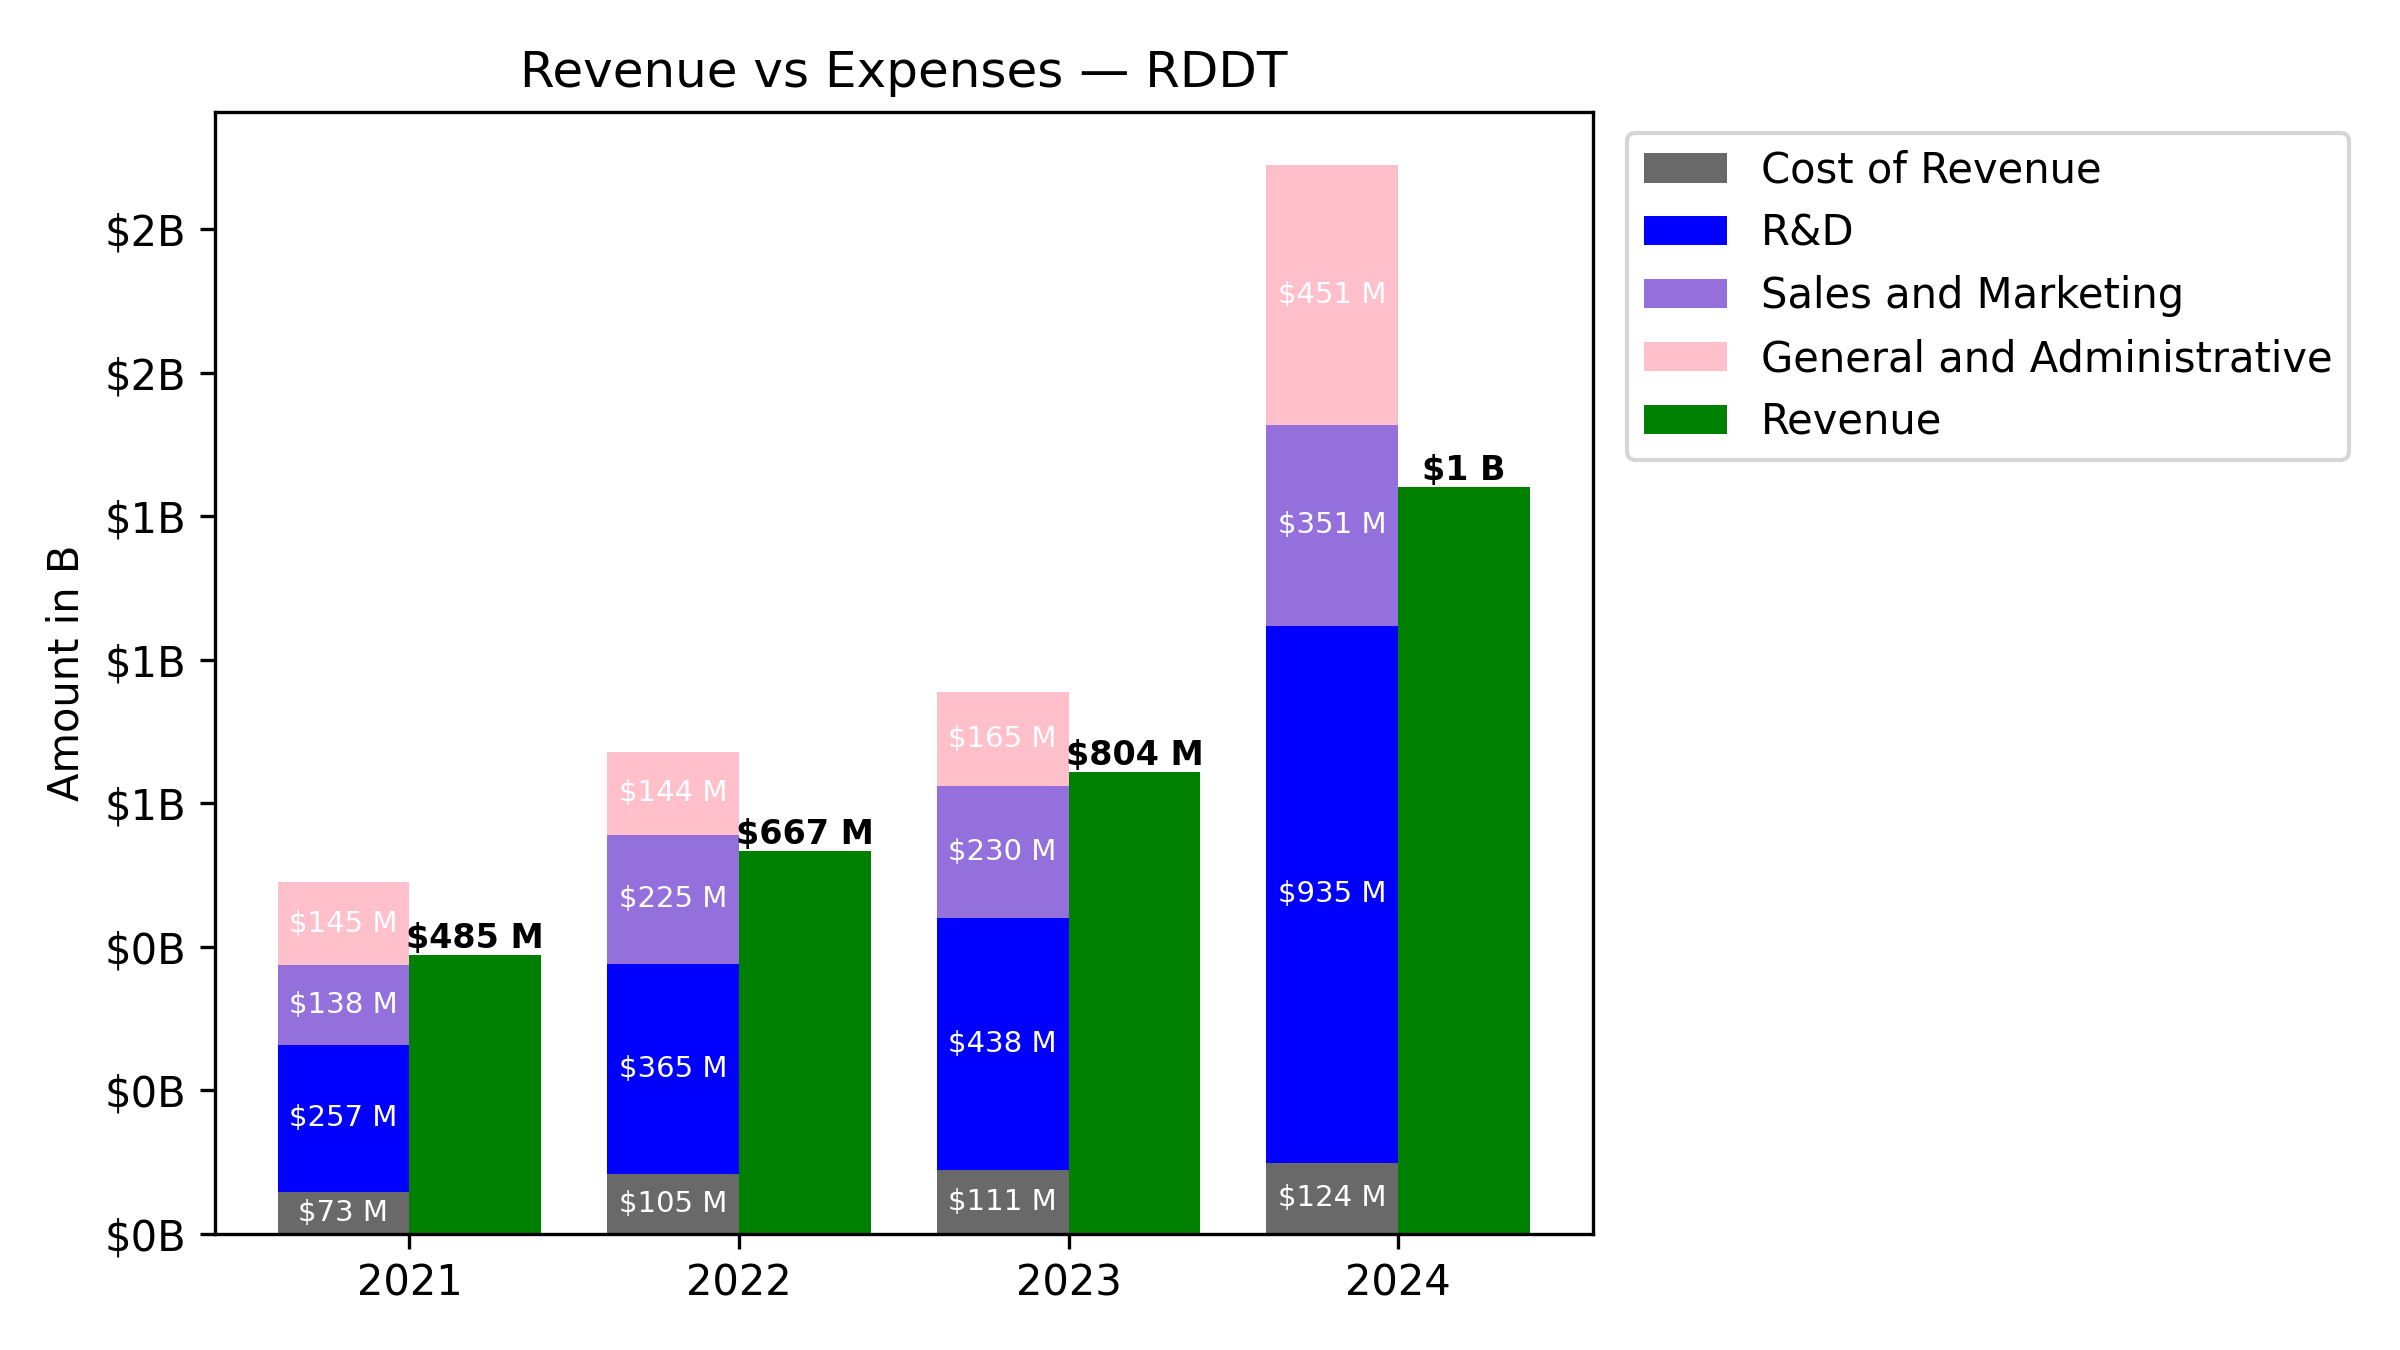 Revenue vs Expenses — RDDT
Amount in B
$2B
$2B
$1B
$1B
$1B
$0B
$0B
$0B
$145 M
$138 M
$257 M
$73 M
$485 M
$144 M
$225 M
$365 M
$105 M
$667 M
$165 M
$230 M
$438 M
$111 M
$804 M
$451 M
$351 M
$935 M
$124 M
$1 B
2021
2022
2023
2024
Cost of Revenue
R&D
Sales and Marketing
General and Administrative
Revenue